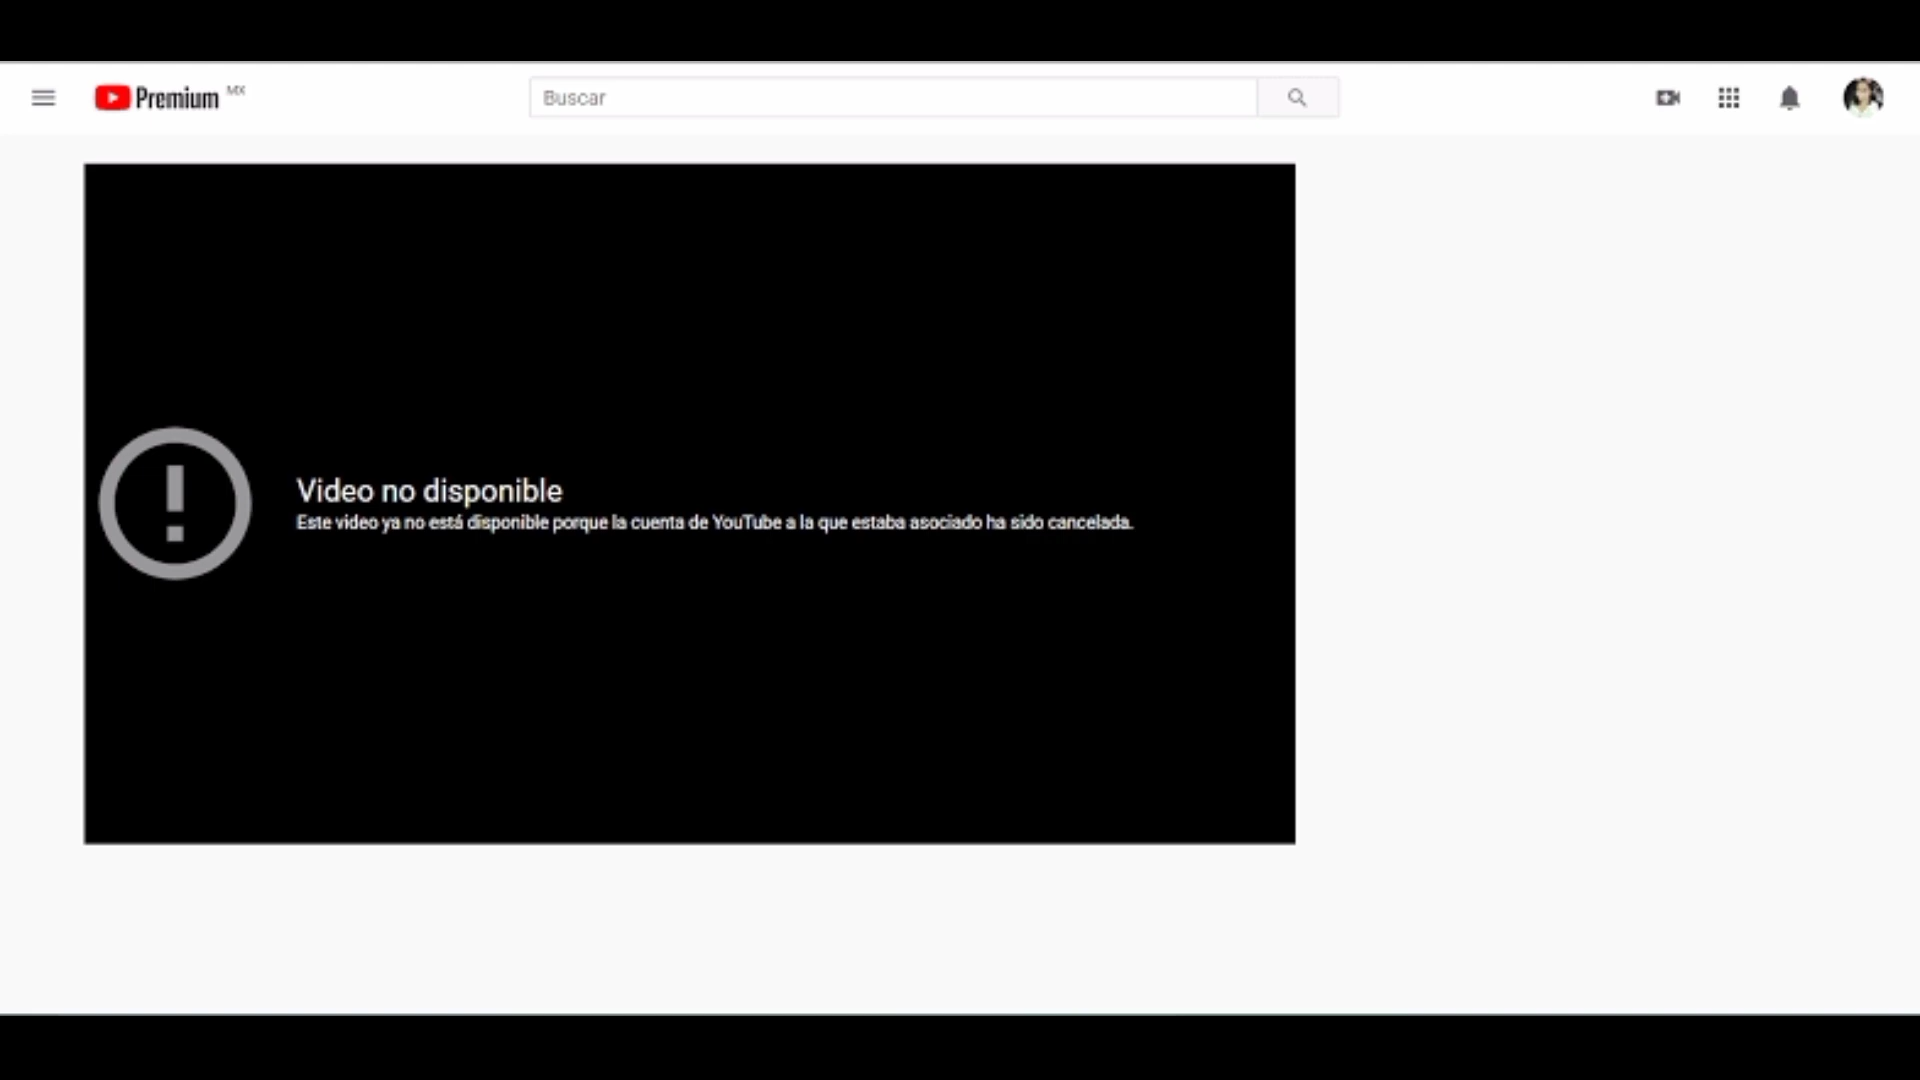 Premium MX
Buscar
Video no disponible
Este video ya no está disponible porque la cuenta de YouTube a la que estaba asociado ha sido cancelada.